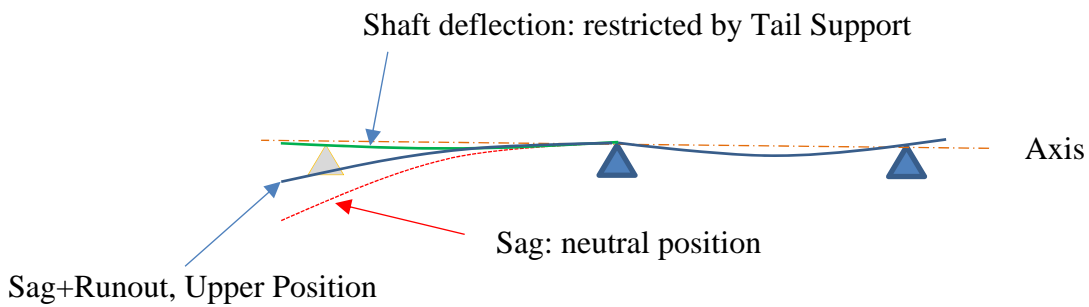 Shaft deflection: restricted by Tail Support
Axis
Sag: neutral position
Sag+Runout, Upper Position